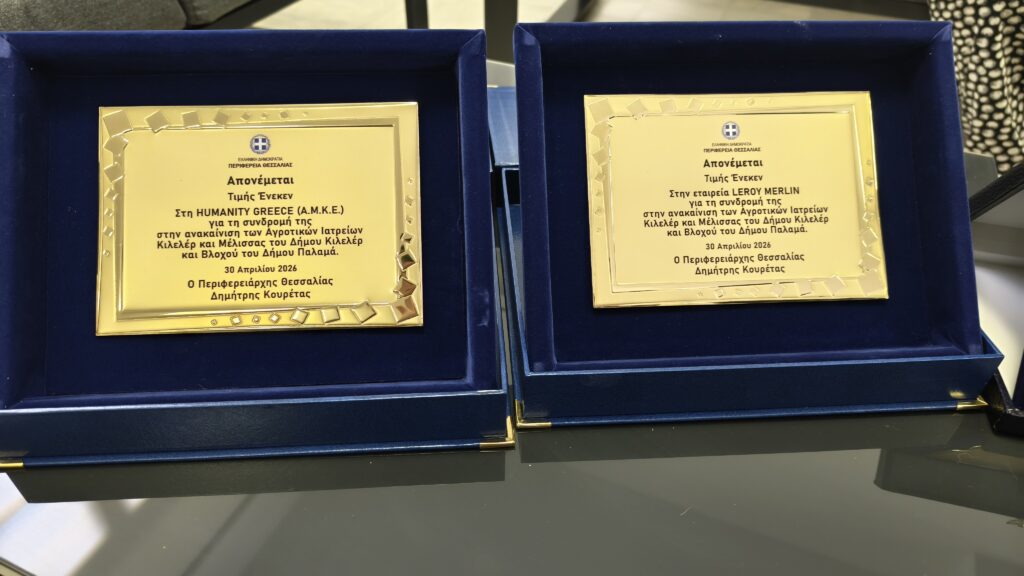 ΕΛΛΗΝΙΚΗ ΔΗΜΟΚΡΑΤΙΑ
ΠΕΡΙΦΕΡΕΙΑ ΘΕΣΣΑΛΙΑΣ
Απονέμεται
Τιμής Ένεκεν
Στη HUMANITY GREECE (Α.Μ.Κ.Ε.)
για τη συνδρομή της
στην ανακαίνιση των Αγροτικών Ιατρείων
Κιλελέρ και Μέλισσας του Δήμου Κιλελέρ
και Βλοχού του Δήμου Παλαμά.
30 Απριλίου 2026
Ο Περιφερειάρχης Θεσσαλίας
Δημήτρης Κουρέτας
ΕΛΛΗΝΙΚΗ ΔΗΜΟΚΡΑΤΙΑ
ΠΕΡΙΦΕΡΕΙΑ ΘΕΣΣΑΛΙΑΣ
Απονέμεται
Τιμής Ένεκεν
Στην εταιρεία LEROY MERLIN
για τη συνδρομή της
στην ανακαίνιση των Αγροτικών Ιατρείων
Κιλελέρ και Μέλισσας του Δήμου Κιλελέρ
και Βλοχού του Δήμου Παλαμά.
30 Απριλίου 2026
Ο Περιφερειάρχης Θεσσαλίας
Δημήτρης Κουρέτας